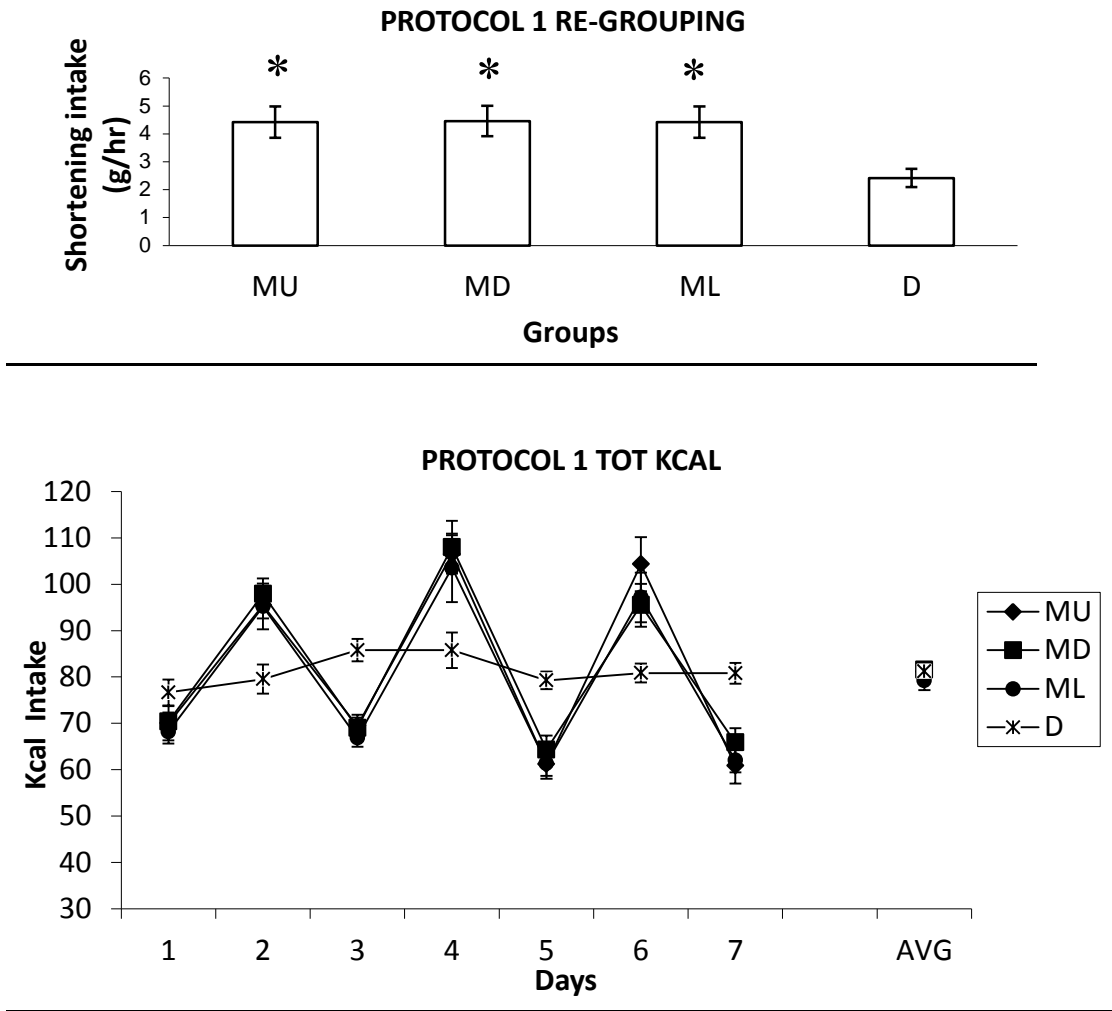 PROTOCOL 1 RE-GROUPING
Shortening intake
(g/hr)
6
5
4
3
2
1
0
* * *
MU MD ML D
Groups
PROTOCOL 1 TOT KCAL
Kcal Intake
120
110
100
90
80
70
60
50
40
30
1 2 3 4 5 6 7 AVG
Days
MU
MD
ML
D